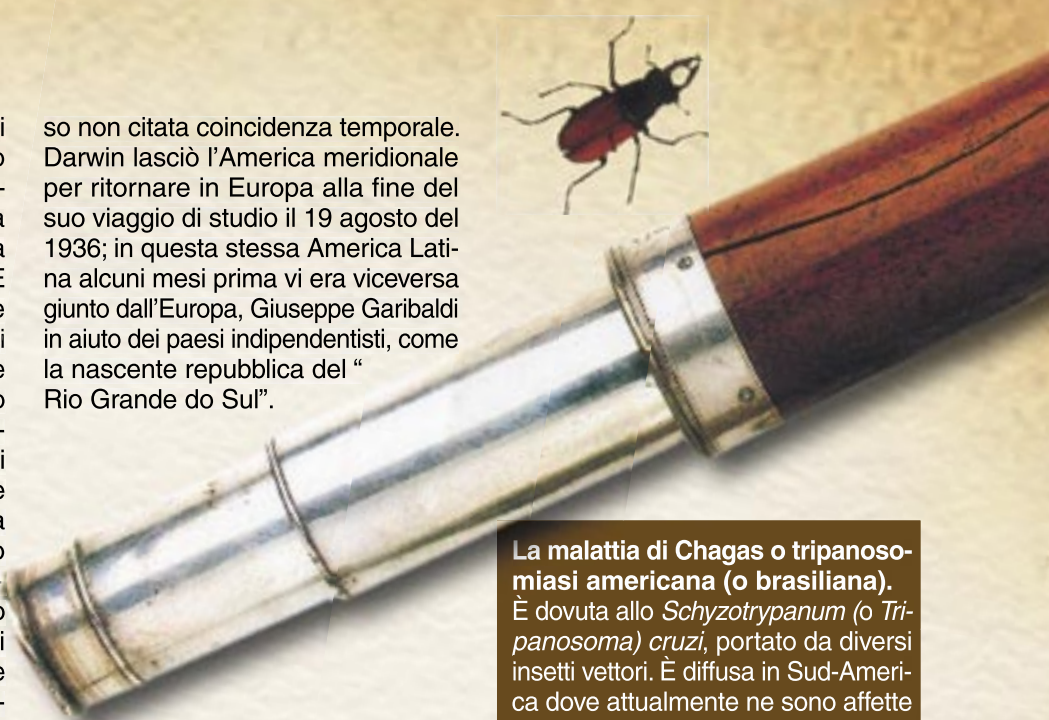 so non citata coincidenza temporale.
Darwin lasciò l'America meridionale
per ritornare in Europa alla fine del
suo viaggio di studio il 19 agosto del
1936; in questa stessa America Lati-
na alcuni mesi prima vi era viceversa
giunto dall'Europa, Giuseppe Garibaldi
in aiuto dei paesi indipendentisti, come
la nascente repubblica del “
Rio Grande do Sul”.
La malattia di Chagas o tripanoso-
miasi americana (o brasiliana).
È dovuta allo Schyzotrypanum (o Tri-
panosoma) cruzi, portato da diversi
insetti vettori. È diffusa in Sud-Ameri-
ca dove attualmente ne sono affette